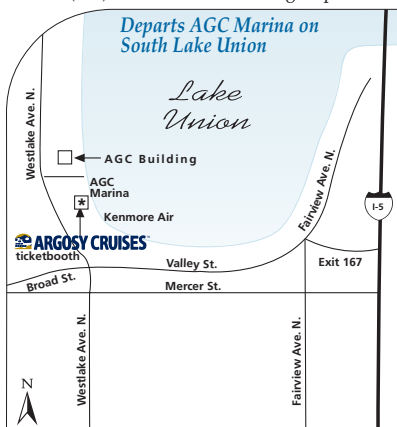 Departs AGC Marina on
South Lake Union
Lake
Union
Westlake Ave. N.
AGC Building
AGC
Marina
*
Kenmore Air
Fairview Ave. N.
I-5
ARGOSY CRUISES™
ticketbooth
Valley St.
Exit 167
Broad St.
Mercer St.
Westlake Ave. N.
Fairview Ave. N.
N